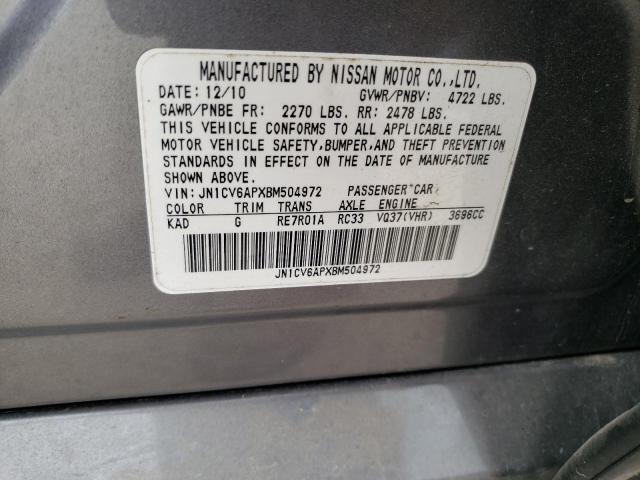 MANUFACTURED BY NISSAN MOTOR CO.,LTD.
DATE: 12/10 GVWR/PNBV: 4722 LBS.
GAWR/PNBE FR: 2270 LBS. RR: 2478 LBS.
THIS VEHICLE CONFORMS TO ALL APPLICABLE FEDERAL
MOTOR VEHICLE SAFETY,BUMPER,AND THEFT PREVENTION
STANDARDS IN EFFECT ON THE DATE OF MANUFACTURE
SHOWN ABOVE.
VIN:JN1CV6APXBM504972 PASSENGER CAR
COLOR TRIM TRANS AXLE ENGINE
KAD G RE7R01A RC33 VQ37(VHR) 3696CC
JN1CV6APXBM504972